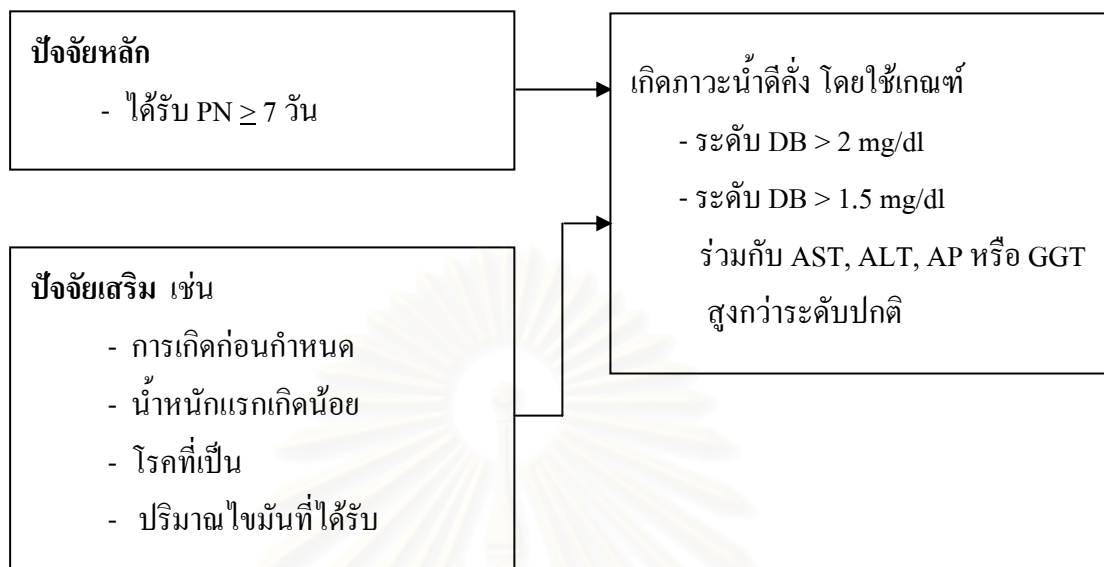 ปัจจัยหลัก
- ได้รับ PN ≥ 7 วัน
เกิดภาวะน้ำดีคั่ง โดยใช้เกณฑ์
- ระดับ DB > 2 mg/dl
- ระดับ DB > 1.5 mg/dl
ร่วมกับ AST, ALT, AP หรือ GGT
สูงกว่าระดับปกติ
ปัจจัยเสริม เช่น
- การเกิดก่อนกำหนด
- น้ำหนักแรกเกิดน้อย
- โรคที่เป็น
- ปริมาณไขมันที่ได้รับ